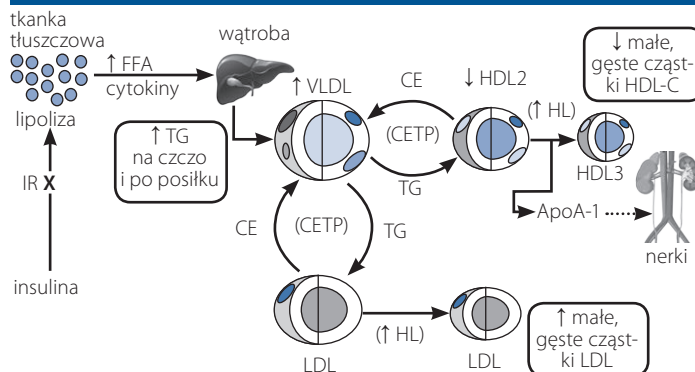 tkanka
tłuszczowa
↑ FFA
cytokiny
lipoliza
wątroba
↑ VLDL
CE
↓ HDL2
↓ małe,
gęste cząst-
ki HDL-C
(↑ HL)
(CETP)
TG
HDL3
ApoA-1
nerki
↑ TG
na czczo
i po posiłku
IR X
insulina
CE
(CETP)
TG
LDL
(↑ HL)
LDL
↑ małe,
gęste cząst-
ki LDL